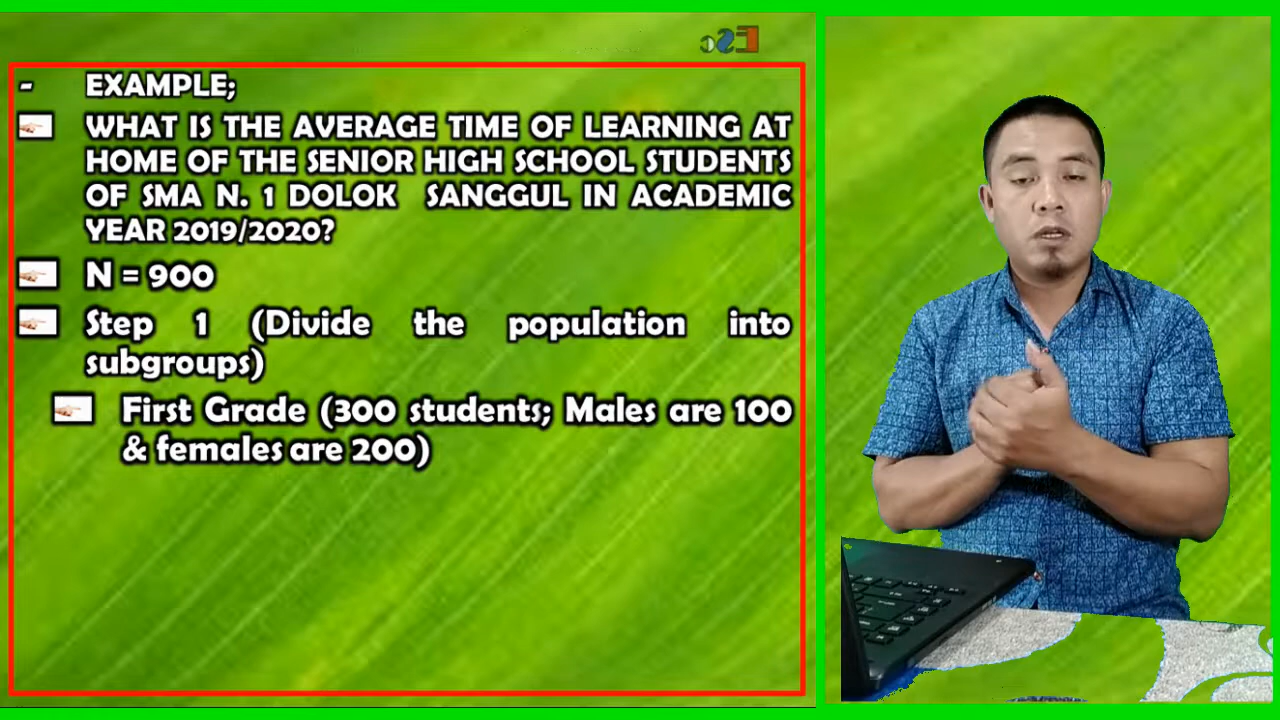 ESc
- EXAMPLE;
WHAT IS THE AVERAGE TIME OF LEARNING AT
HOME OF THE SENIOR HIGH SCHOOL STUDENTS
OF SMA N. 1 DOLOK SANGGUL IN ACADEMIC
YEAR 2019/2020?
N = 900
Step 1 (Divide the population into
subgroups)
First Grade (300 students; Males are 100
& females are 200)